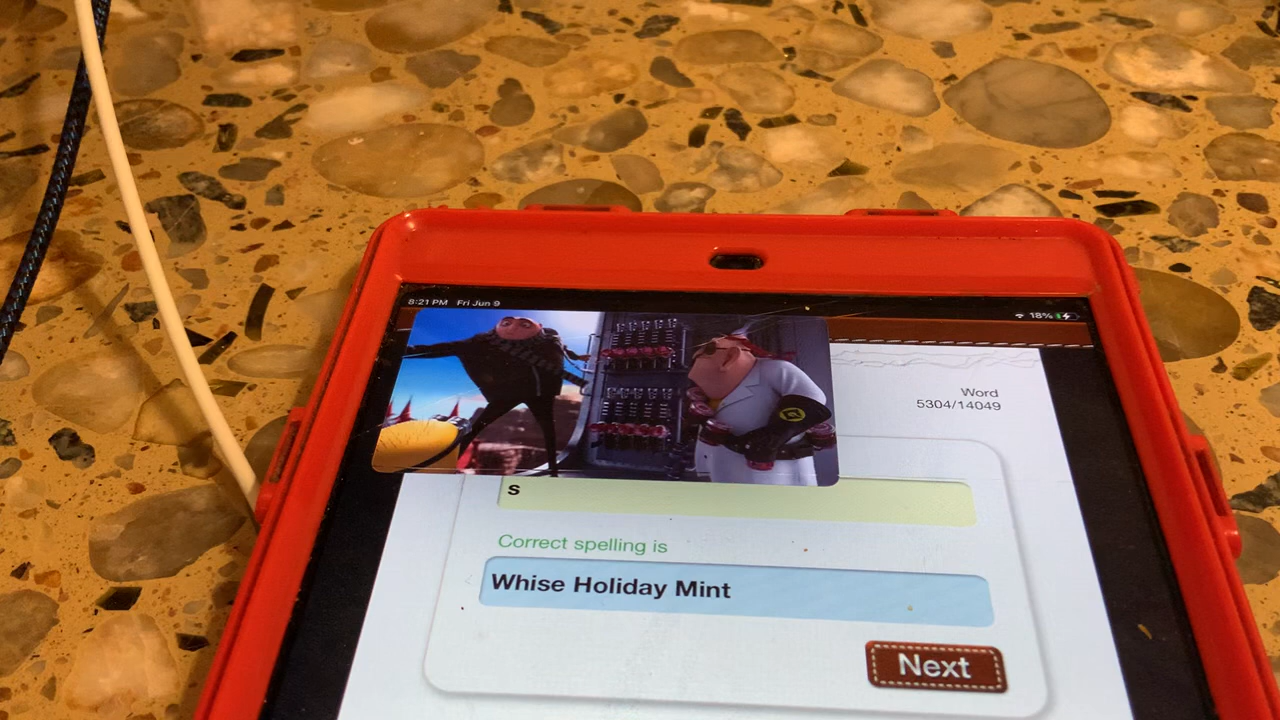 8:21 PM Fri Jun 9
18%
Word
5304/14049
s
Correct spelling is
Whise Holiday Mint
Next